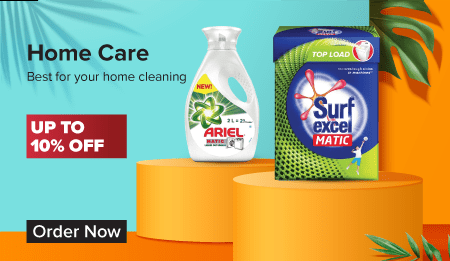 Home Care
Best for your home cleaning
UP TO
10% OFF
Order Now
NEW!
ARIEL
MATIC
TOP LOAD
Surf
excel
MATIC